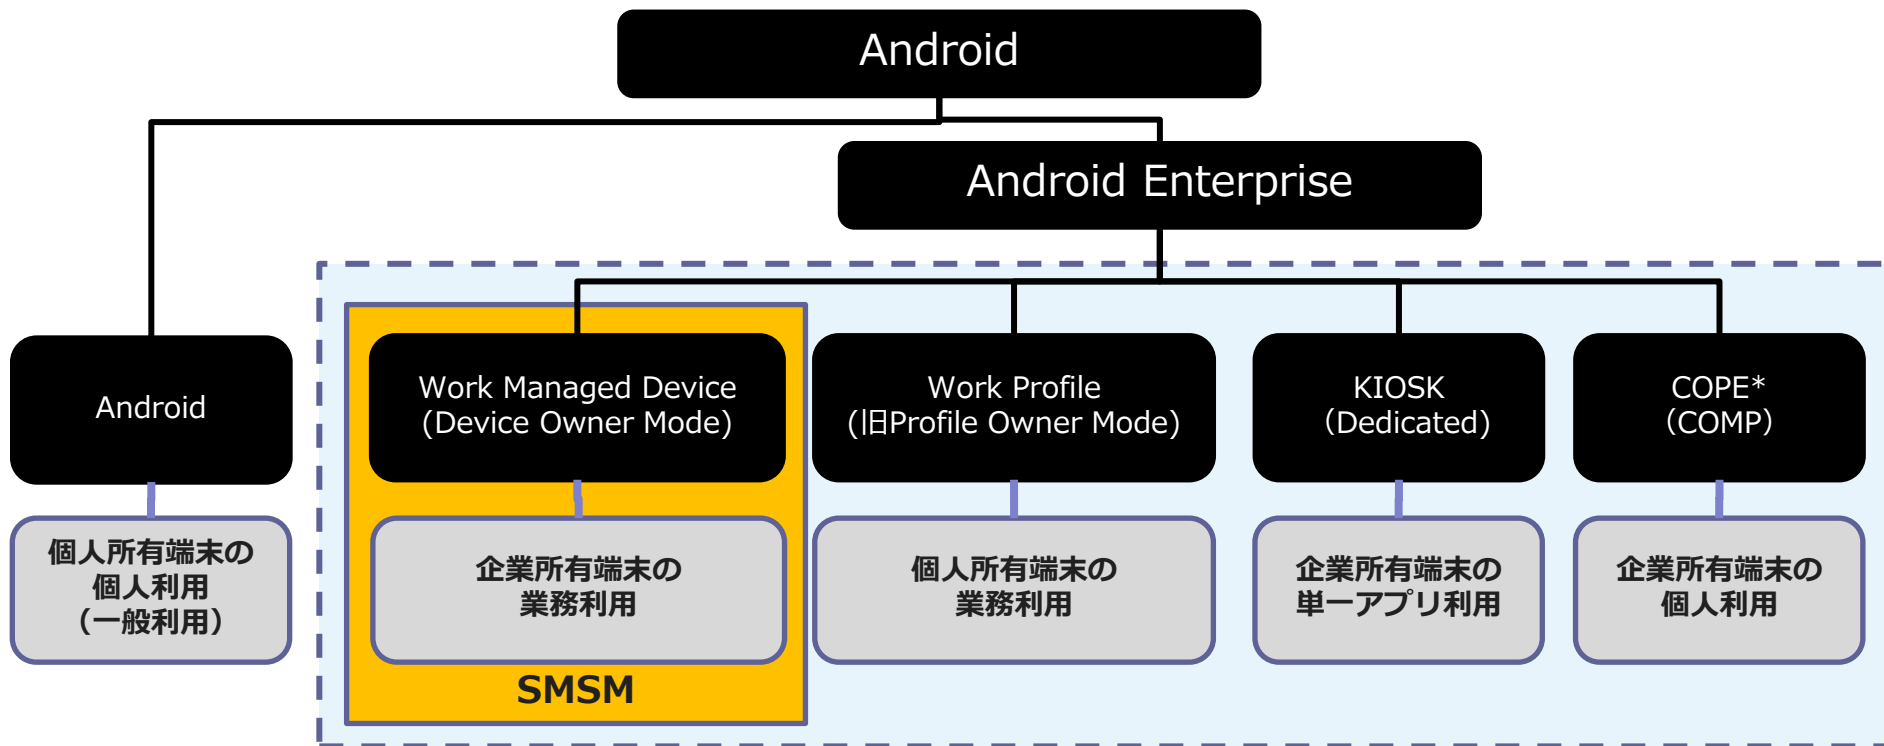 Android
Android Enterprise
Android
Work Managed Device
(Device Owner Mode)
Work Profile
(旧Profile Owner Mode)
KIOSK
（Dedicated)
COPE*
（COMP）
個人所有端末の
個人利用
（一般利用）
企業所有端末の
業務利用
個人所有端末の
業務利用
企業所有端末の
単一アプリ利用
企業所有端末の
個人利用
SMSM